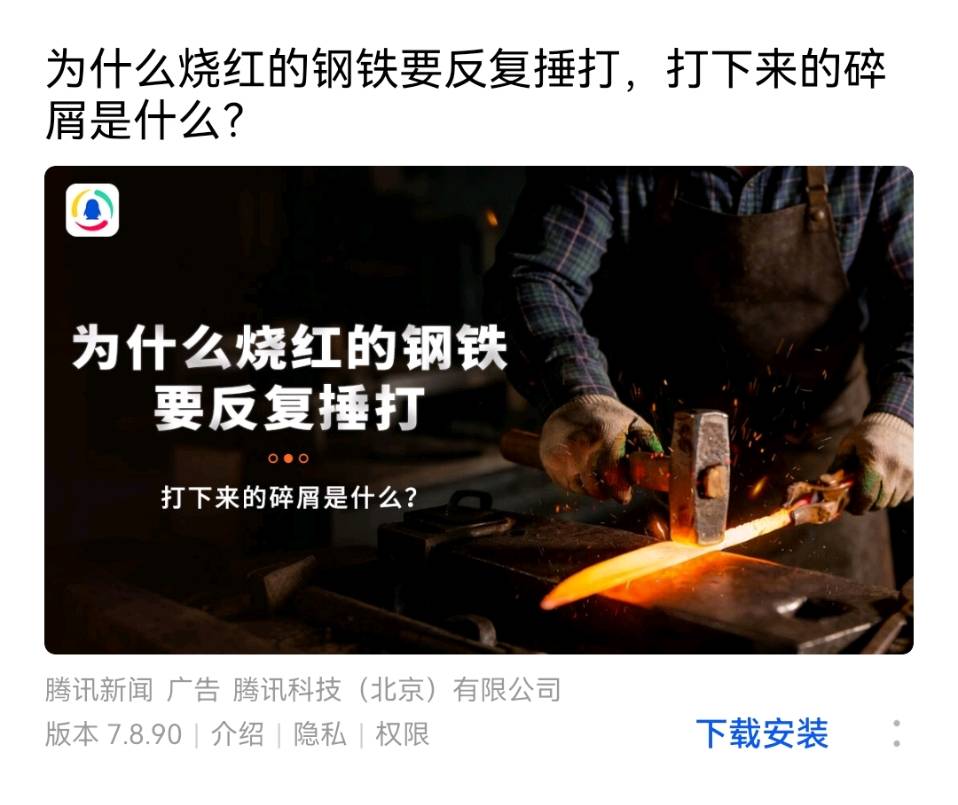 为什么烧红的钢铁要反复捶打，打下来的碎
屑是什么？
为什么烧红的钢铁
要反复捶打
打下来的碎屑是什么？
腾讯新闻 广告 腾讯科技（北京）有限公司
版本 7.8.90 | 介绍 | 隐私 | 权限
下载安装